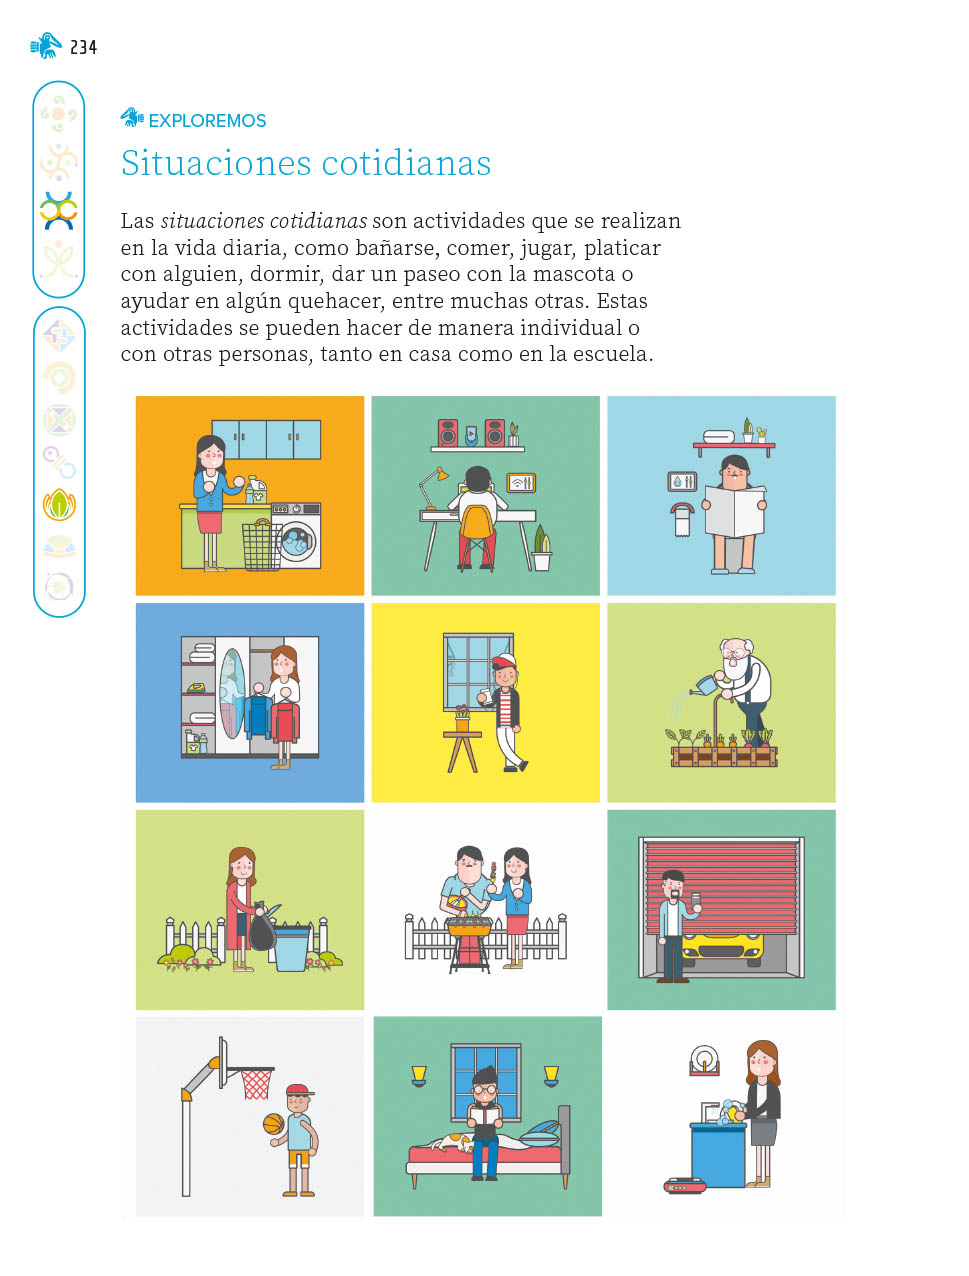 234
EXPLOREMOS
Situaciones cotidianas
Las situaciones cotidianas son actividades que se realizan
en la vida diaria, como bañarse, comer, jugar, platicar
con alguien, dormir, dar un paseo con la mascota o
ayudar en algún quehacer, entre muchas otras. Estas
actividades se pueden hacer de manera individual o
con otras personas, tanto en casa como en la escuela.